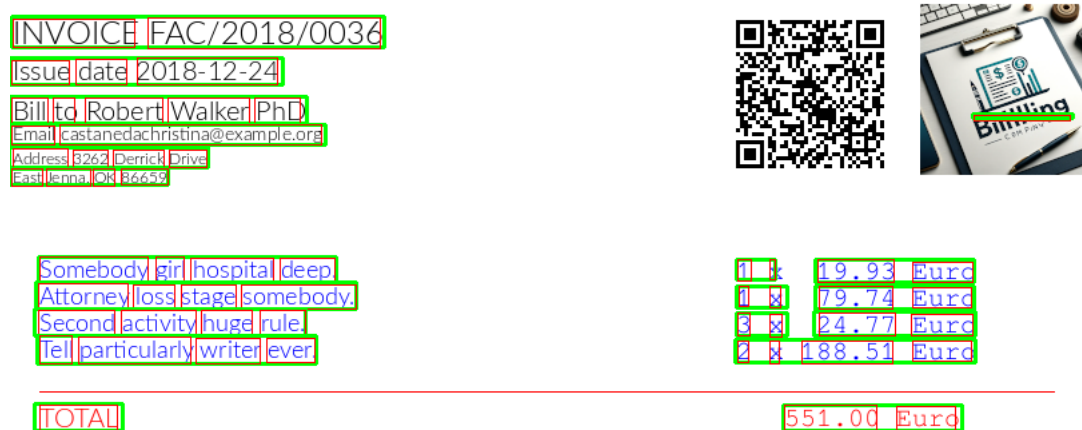 INVOICE FAC/2018/0036
Issue date 2018-12-24
Bill to Robert Walker PhD
Email castanedachristina@example.org
Address 3262 Derrick Drive
East Jenna, OK 86659
Billllling
COMPANY
Somebody girl hospital deep. 1 x 19.93 Euro
Attorney loss stage somebody. 1 x 79.74 Euro
Second activity huge rule. 3 x 24.77 Euro
Tell particularly writer ever. 2 x 188.51 Euro
TOTAL 551.00 Euro